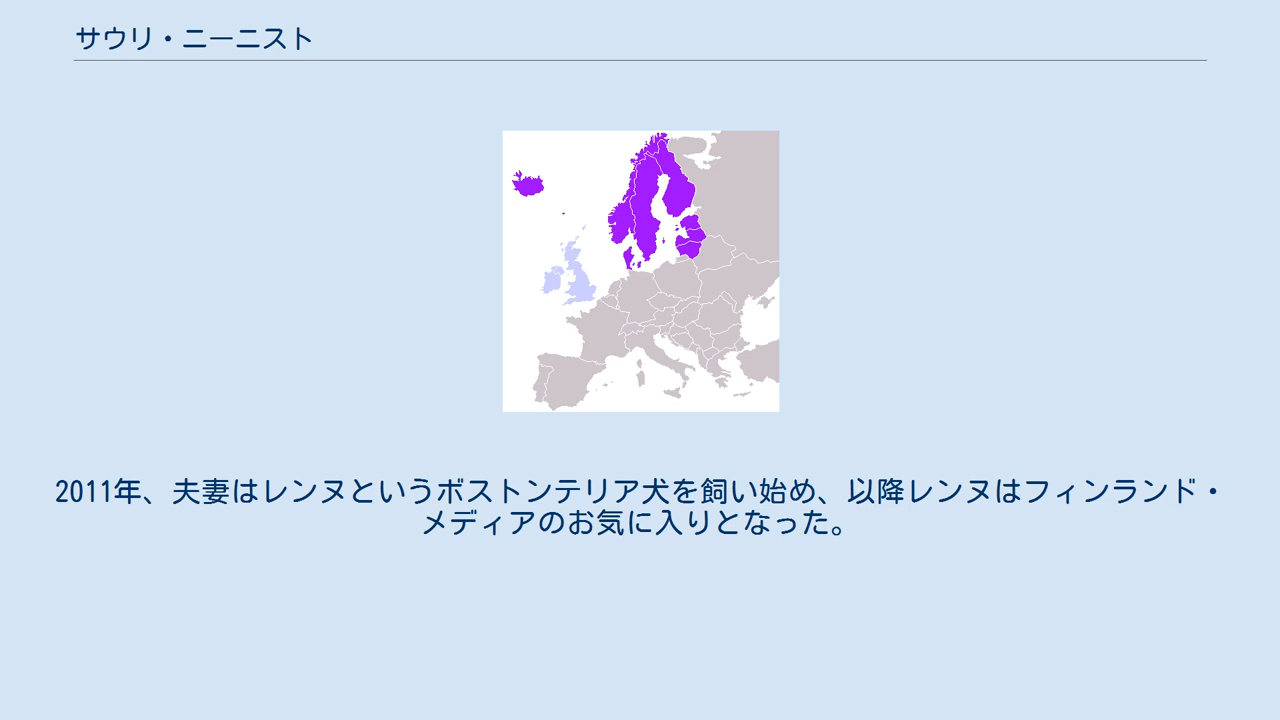 サウリ・ニーニスト
2011年、夫妻はレンヌというボストンテリア犬を飼い始め、以降レンヌはフィンランド・
メディアのお気に入りとなった。